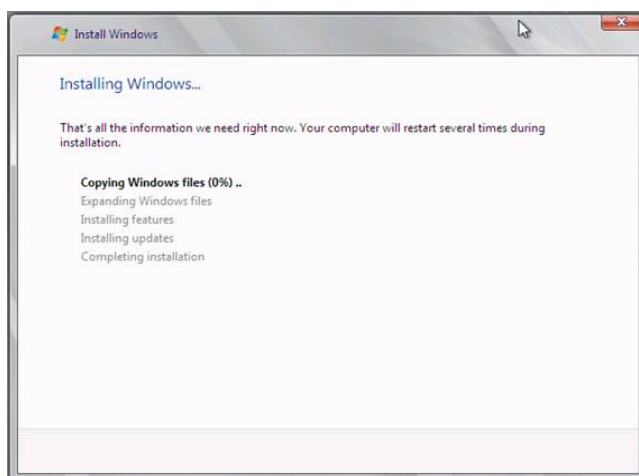 Install Windows
Installing Windows...
That's all the information we need right now. Your computer will restart several times during
installation.
Copying Windows files (0%) ..
Expanding Windows files
Installing features
Installing updates
Completing installation